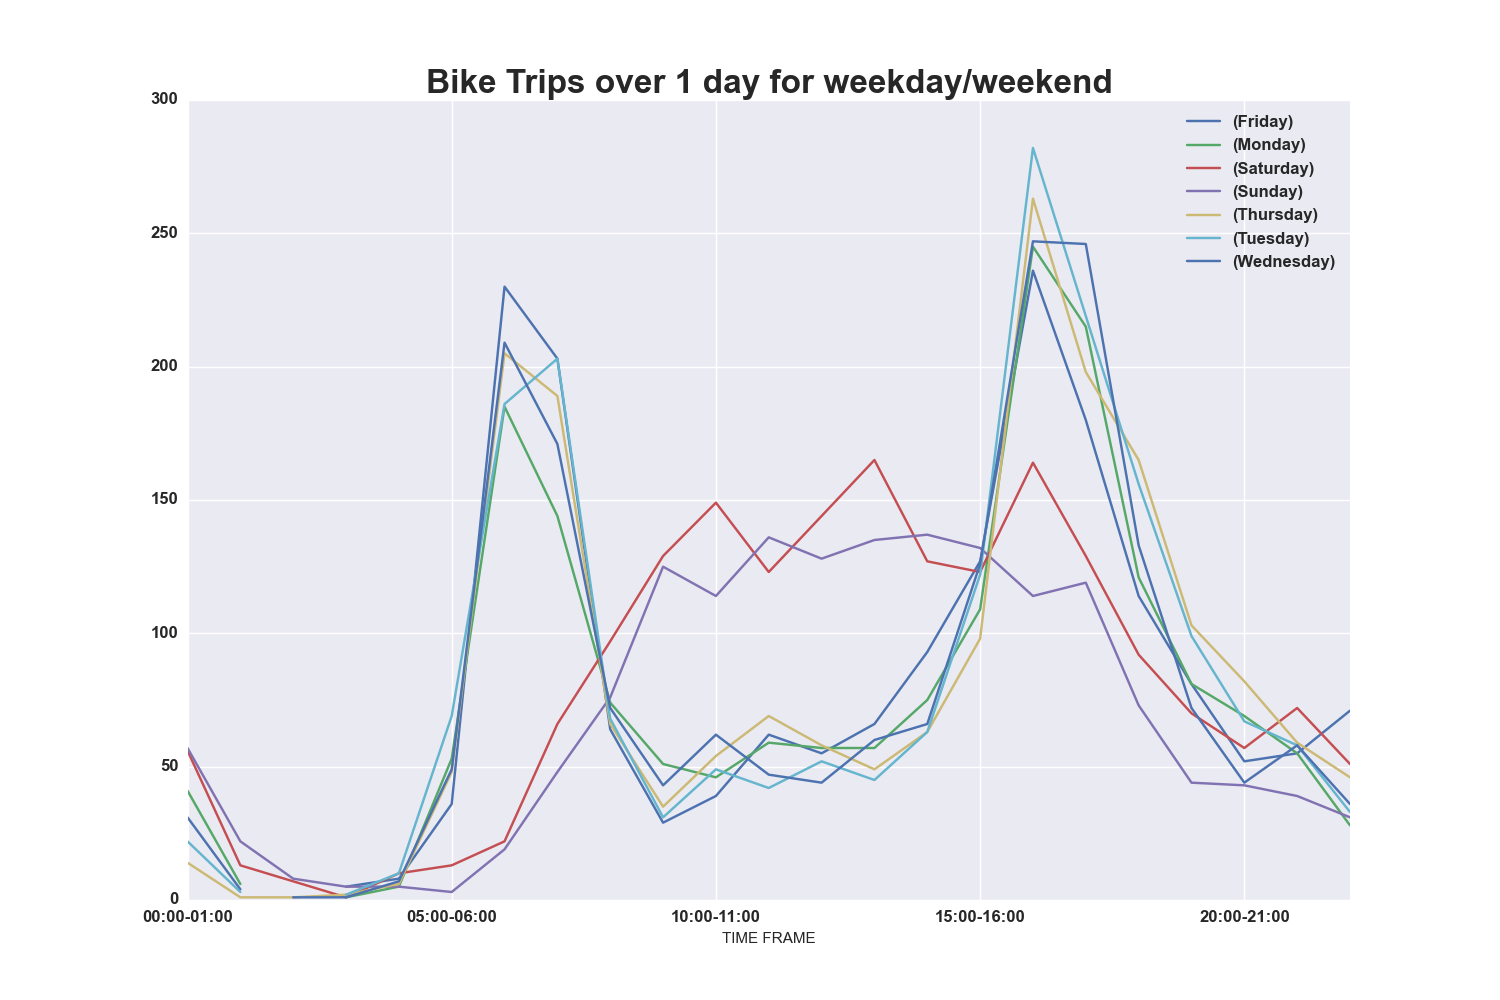 Bike Trips over 1 day for weekday/weekend
300
250
200
150
100
50
0
(Friday)
(Monday)
(Saturday)
(Sunday)
(Thursday)
(Tuesday)
(Wednesday)
00:00-01:00 05:00-06:00 10:00-11:00 15:00-16:00 20:00-21:00
TIME FRAME